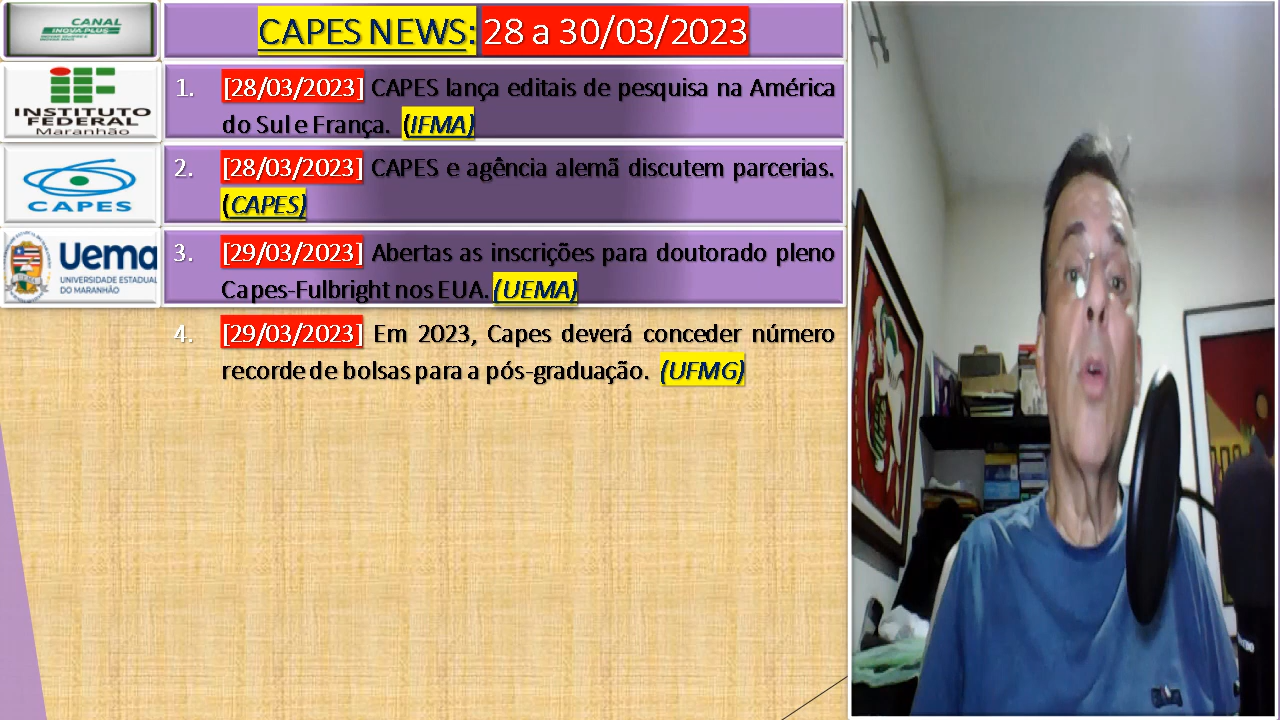 CANAL
INOVA-PLUS
CAPES NEWS: 28 a 30/03/2023
INSTITUTO
FEDERAL
Maranhão
1. [28/03/2023] CAPES lança editais de pesquisa na América
do Sul e França. (IFMA)
CAPES
2. [28/03/2023] CAPES e agência alemã discutem parcerias.
(CAPES)
Uema
UNIVERSIDADE ESTADUAL
DO MARANHÃO
3. [29/03/2023] Abertas as inscrições para doutorado pleno
Capes-Fulbright nos EUA. (UEMA)
4. [29/03/2023] Em 2023, Capes deverá conceder número
recorde de bolsas para a pós-graduação. (UFMG)